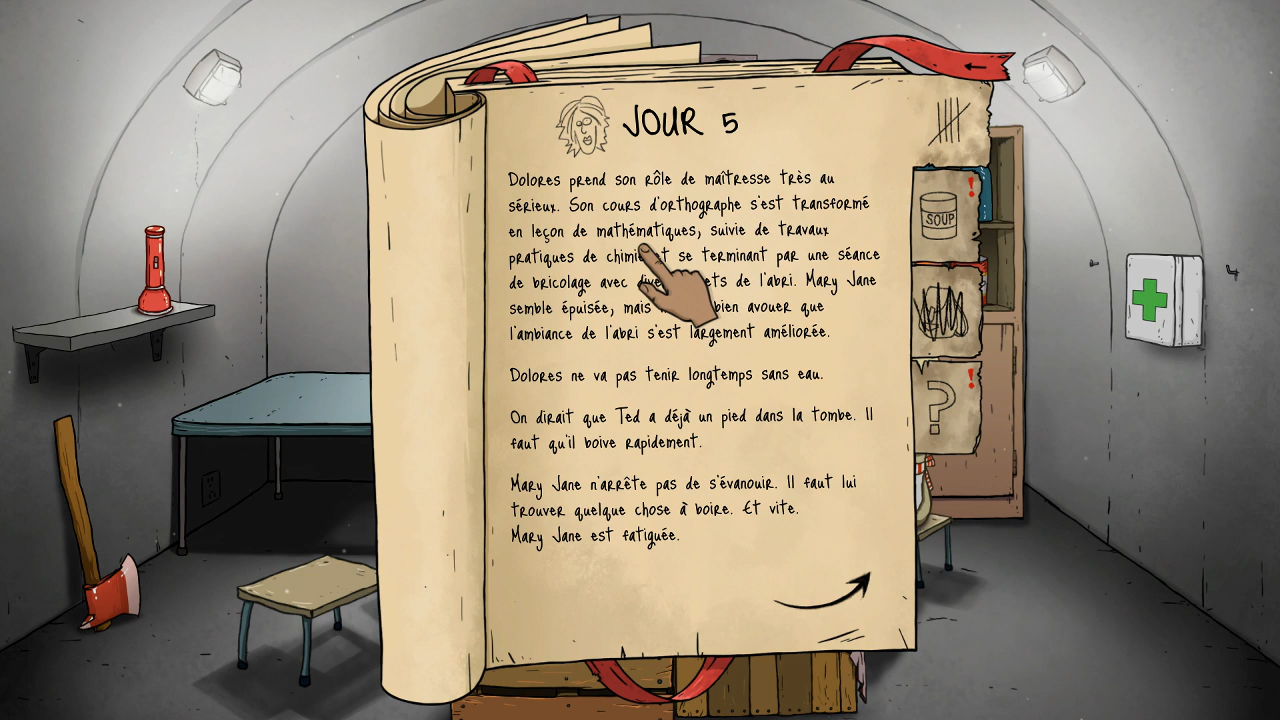 JOUR 5
Dolores prend son rôle de maîtresse très au
sérieux. Son cours d'orthographe s'est transformé
en leçon de mathématiques, suivie de travaux
pratiques de chimie et se terminant par une séance
de bricolage avec de l'abri. Mary Jane
semble épuisée, mais bien avouer que
l'ambiance de l'abri s'est largement améliorée.
Dolores ne va pas tenir longtemps sans eau.
On dirait que Ted a déjà un pied dans la tombe. Il
faut qu'il boive rapidement.
Mary Jane n'arrête pas de s'évanouir. Il faut lui
trouver quelque chose à boire. Et vite.
Mary Jane est fatiguée.
!
SOUP
!
?